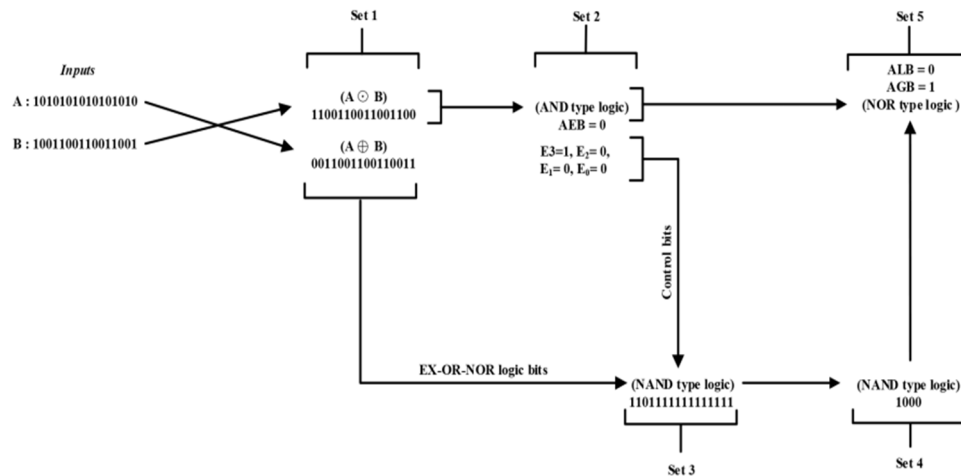 Set 1
Set 2
Set 5
Inputs
A : 1010101010101010
B : 1001100110011001
(A ⊙ B)
1100110011001100
(A ⊕ B)
0011001100110011
(AND type logic)
AEB = 0
E3=1, E₂= 0,
E₁= 0, E₀= 0
ALB = 0
AGB = 1
(NOR type logic )
Control bits
EX-OR-NOR logic bits
(NAND type logic)
1101111111111111
(NAND type logic)
1000
Set 3
Set 4